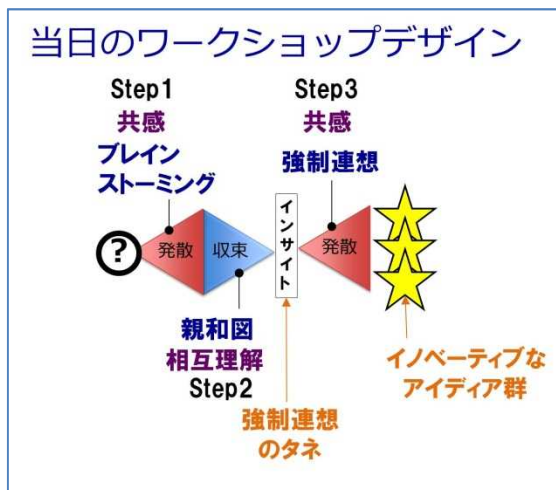 当日のワークショップデザイン
Step1
共感
ブレイン
ストーミング
Step3
共感
強制連想
?
発散
収束
インサイト
発散
親和図
相互理解
Step2
強制連想
のタネ
イノベーティブな
アイディア群